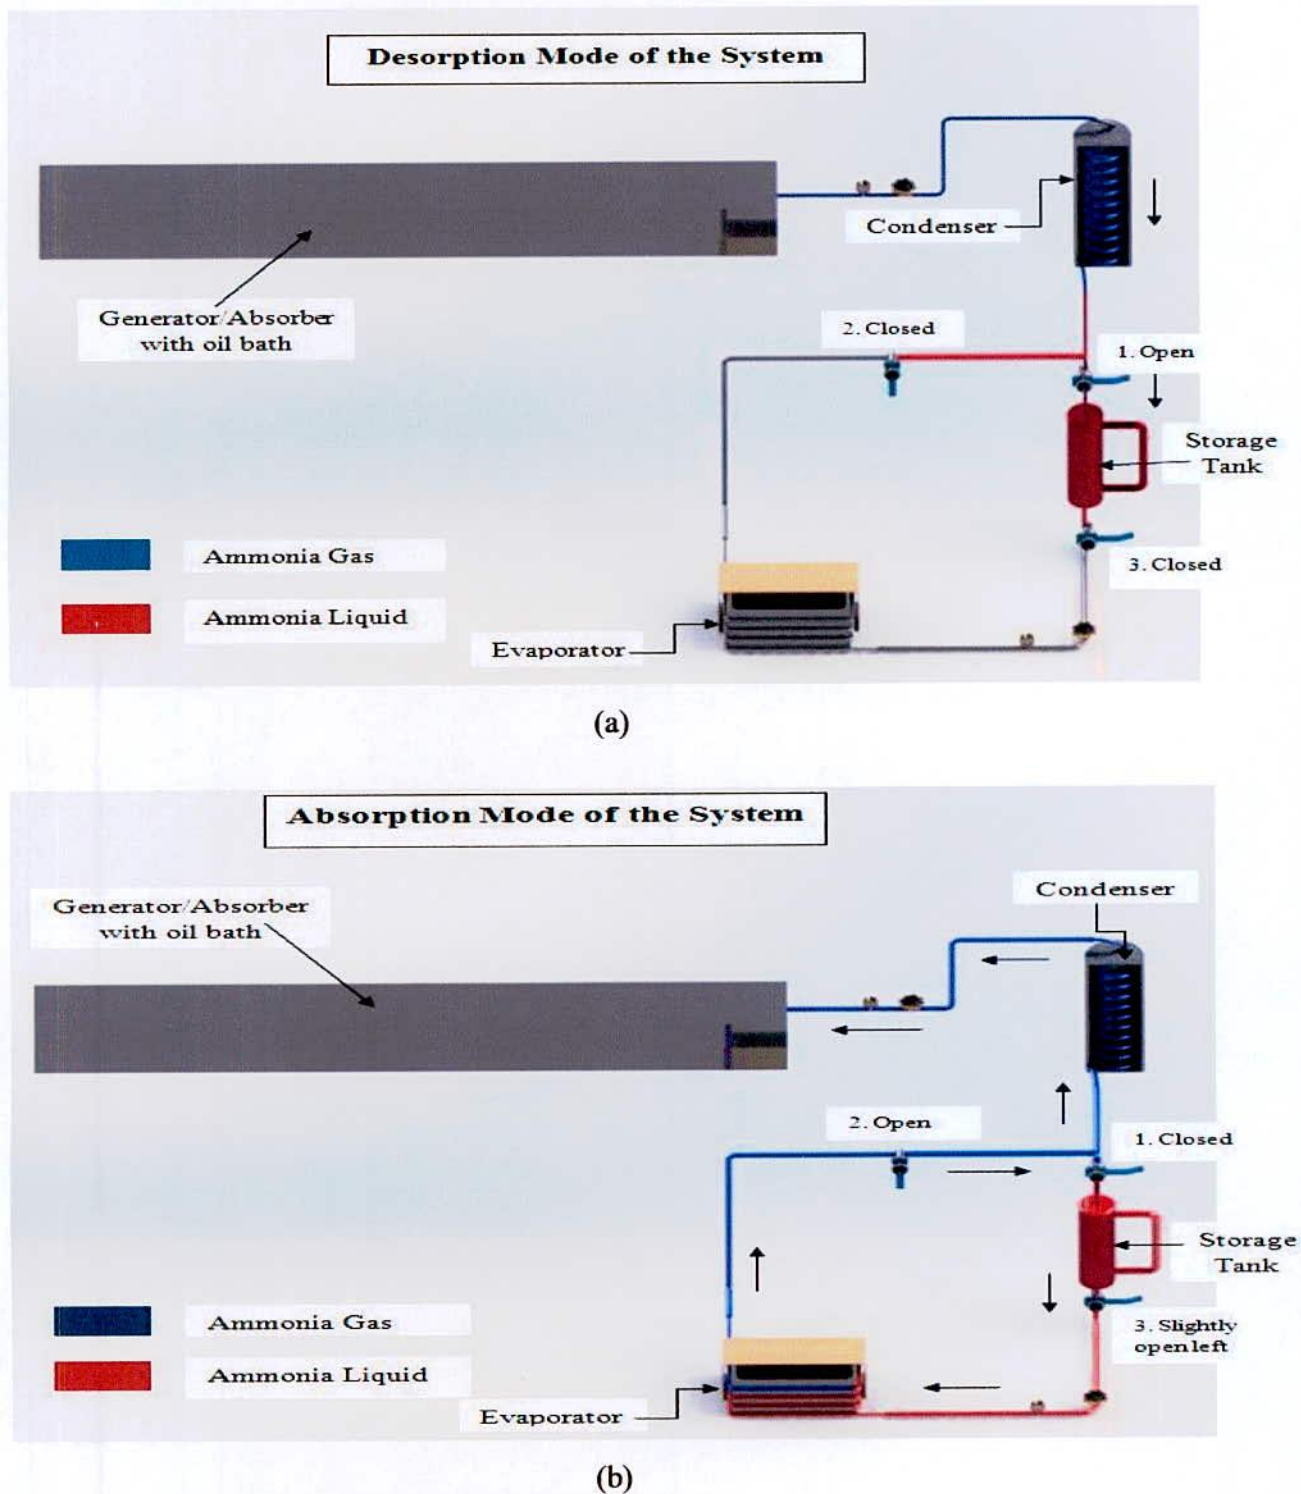 Desorption Mode of the System
Condenser
Generator/Absorber
with oil bath
2. Closed
1. Open
Storage
Tank
Ammonia Gas
3. Closed
Ammonia Liquid
Evaporator
(a)
Absorption Mode of the System
Condenser
Generator/Absorber
with oil bath
2. Open
1. Closed
Storage
Tank
Ammonia Gas
3. Slightly
open left
Ammonia Liquid
Evaporator
(b)